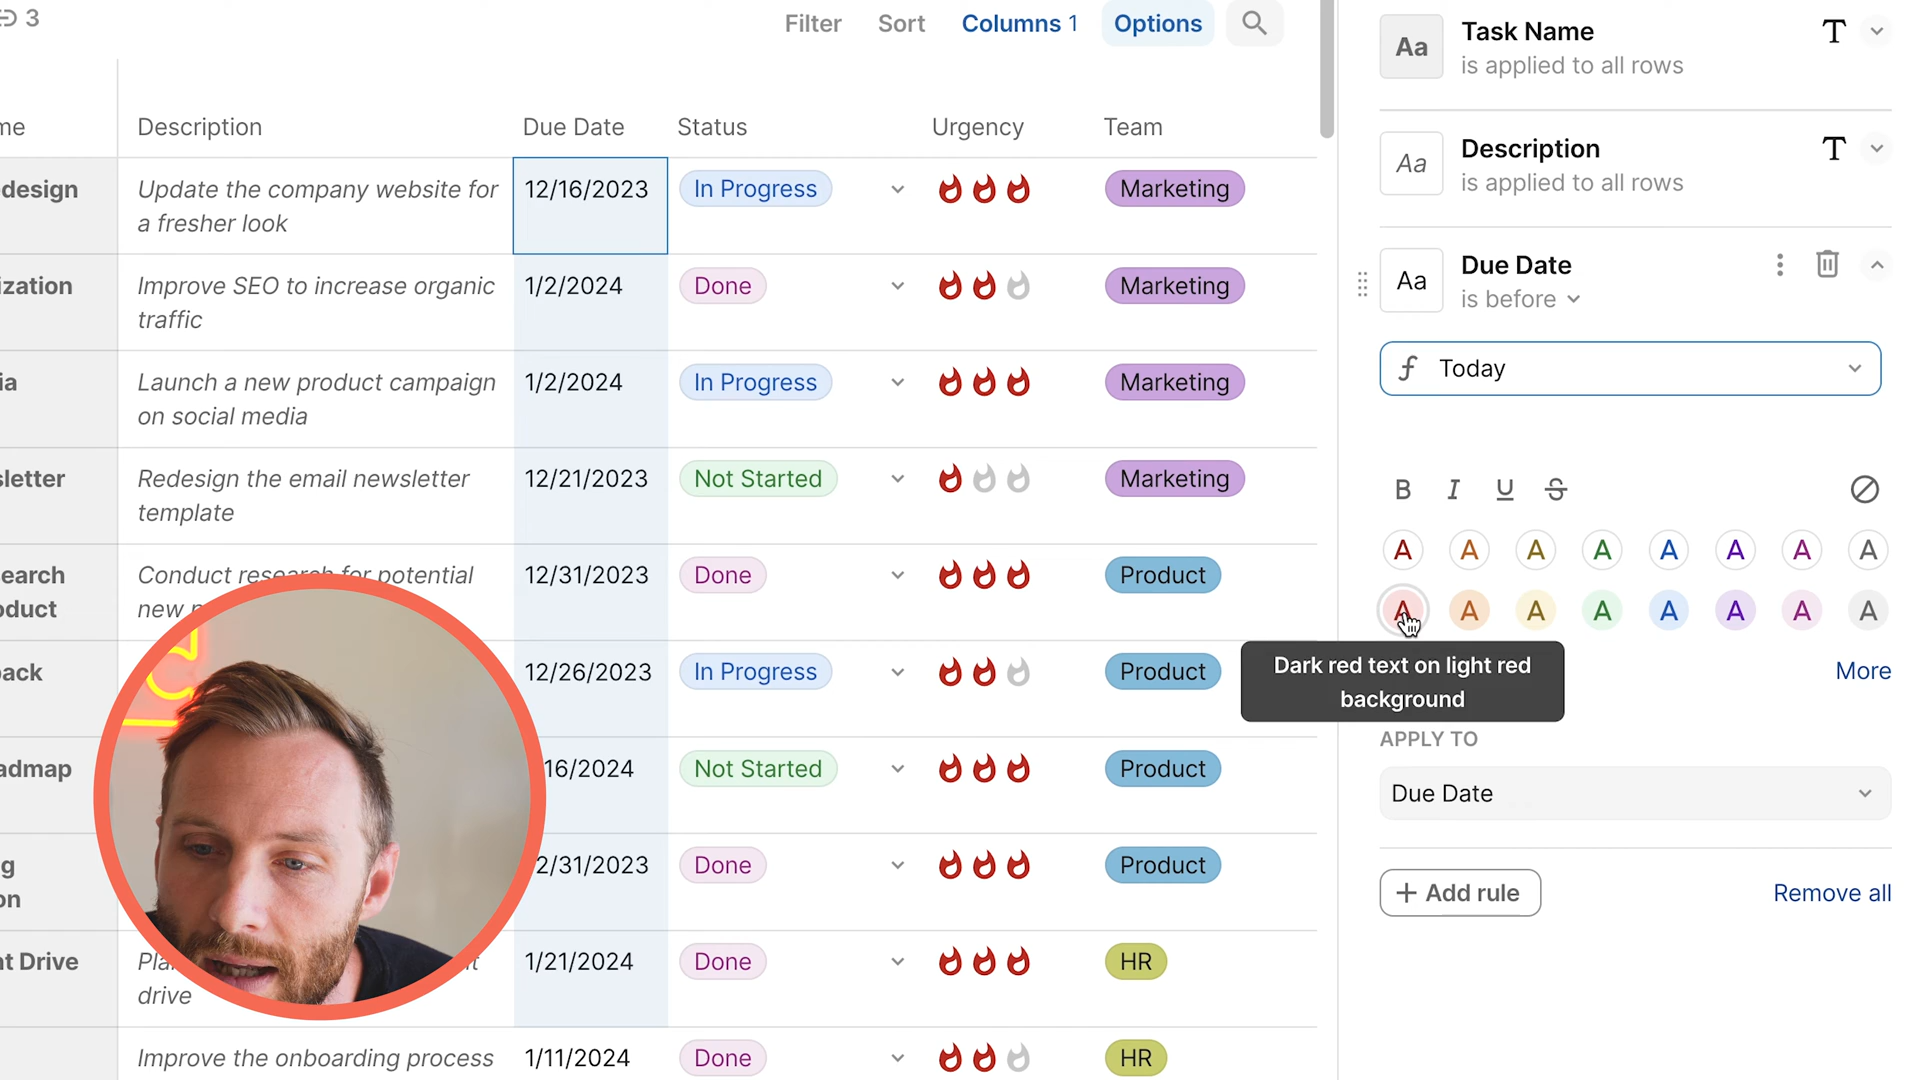 3
Filter Sort Columns 1 Options
me Description Due Date Status Urgency Team
design Update the company website for 12/16/2023 In Progress Marketing
a fresher look
ization Improve SEO to increase organic 1/2/2024 Done Marketing
traffic
ia Launch a new product campaign 1/2/2024 In Progress Marketing
on social media
sletter Redesign the email newsletter 12/21/2023 Not Started Marketing
template
earch Conduct research for potential 12/31/2023 Done Product
oduct new
ack 12/26/2023 In Progress Product
admap 16/2024 Not Started Product
g 2/31/2023 Done Product
on
nt Drive 1/21/2024 Done HR
drive
Improve the onboarding process 1/11/2024 Done HR
Aa Task Name T
is applied to all rows
Aa Description T
is applied to all rows
Aa Due Date
is before
f Today
B I U S
A A A A A A A A
A A A A A A A A
Dark red text on light red
background
More
APPLY TO
Due Date
+ Add rule Remove all